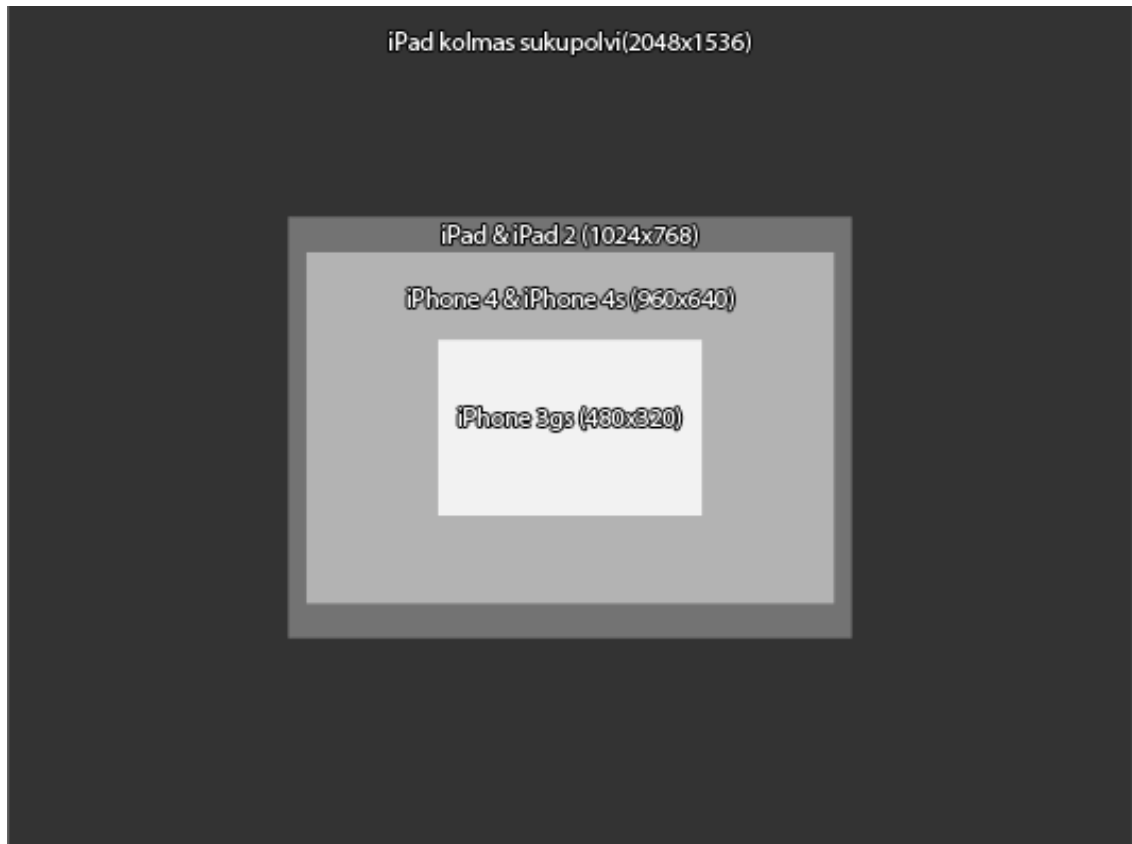 iPad kolmas sukupolvi(2048x1536)
iPad & iPad 2 (1024x768)
iPhone 4 & iPhone 4s (960x640)
iPhone 3gs (480x320)